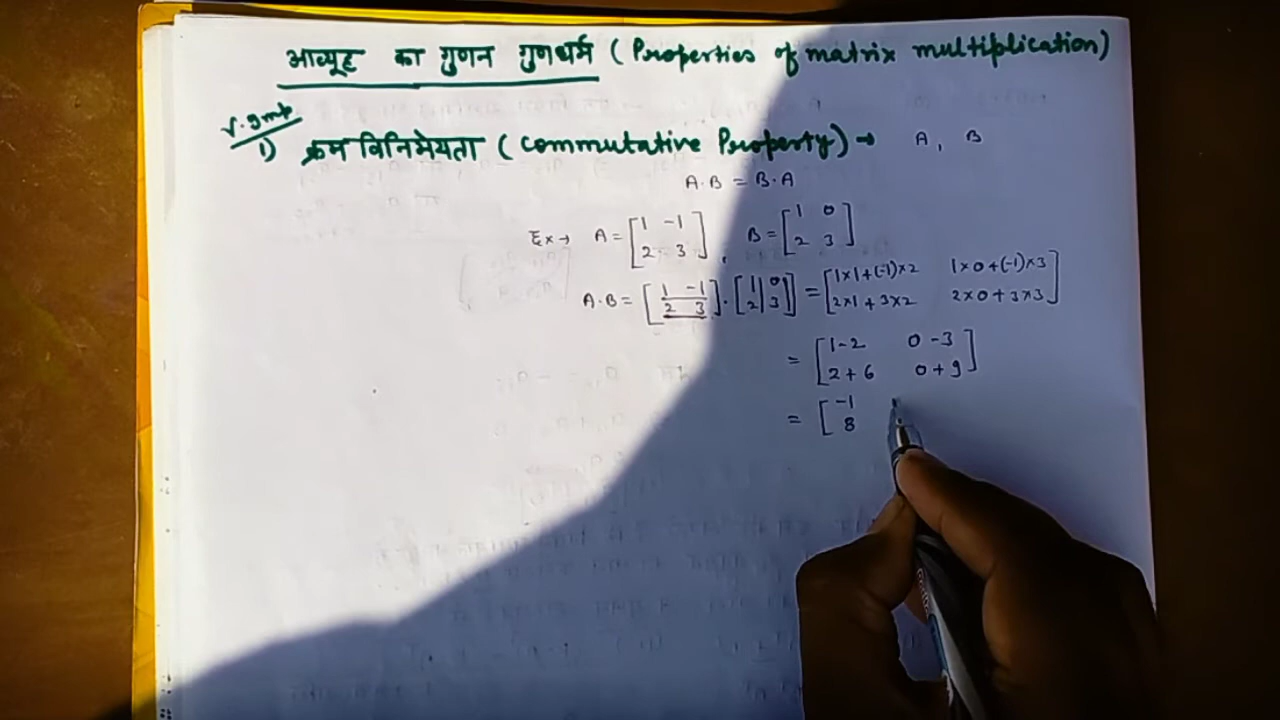 आव्यूह का गुणन गुणधर्म (Properties of matrix multiplication)
V. Imp
1) क्रम विनिमेयता (Commutative Property) → A, B
A·B = B·A
Ex → A = [1 -1 , B = [1 0
2 3] 2 3]
A·B = [1 -1 · [1 0 = [1×1+(-1)×2 1×0+(-1)×3
2 3] 2 3] 2×1+3×2 2×0+3×3]
= [1-2 0-3
2+6 0+9]
= [-1
8